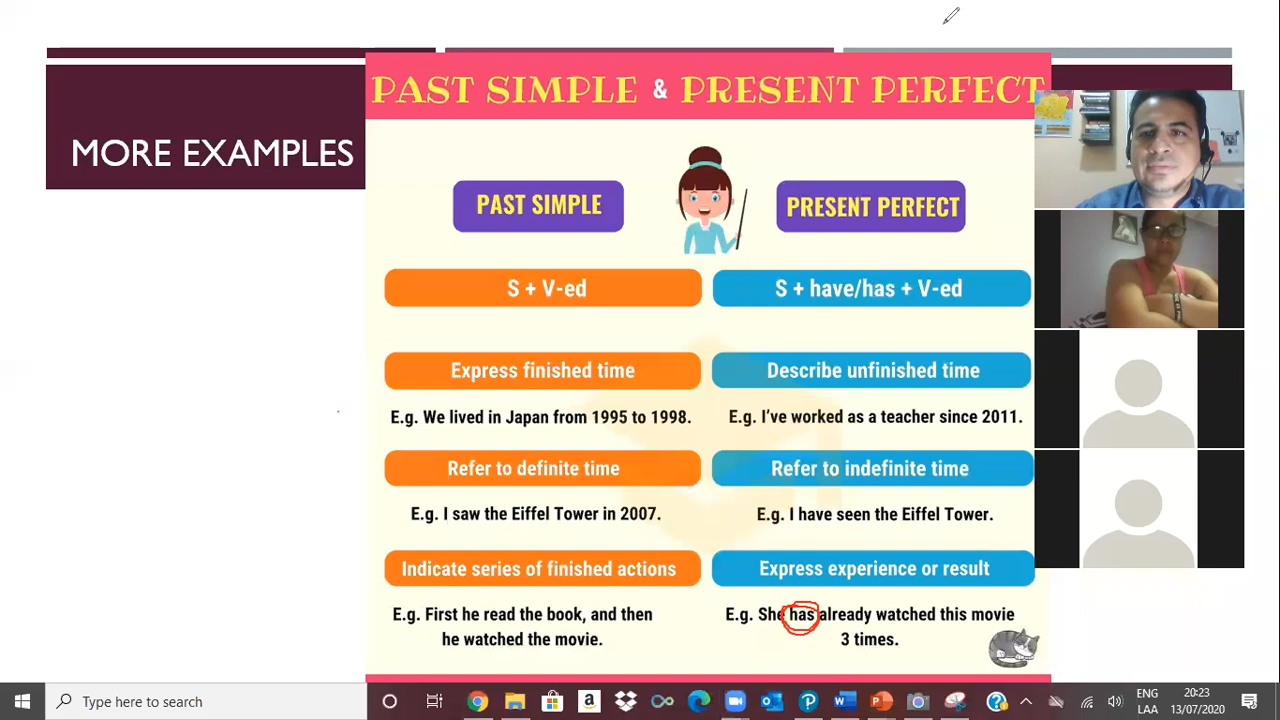 PAST SIMPLE & PRESENT PERFECT
MORE EXAMPLES
PAST SIMPLE
PRESENT PERFECT
S + V-ed
S + have/has + V-ed
Express finished time
Describe unfinished time
E.g. We lived in Japan from 1995 to 1998.
E.g. I've worked as a teacher since 2011.
Refer to definite time
Refer to indefinite time
E.g. I saw the Eiffel Tower in 2007.
E.g. I have seen the Eiffel Tower.
Indicate series of finished actions
Express experience or result
E.g. First he read the book, and then
he watched the movie.
E.g. She has already watched this movie
3 times.
Type here to search
ENG
LAA
20:23
13/07/2020